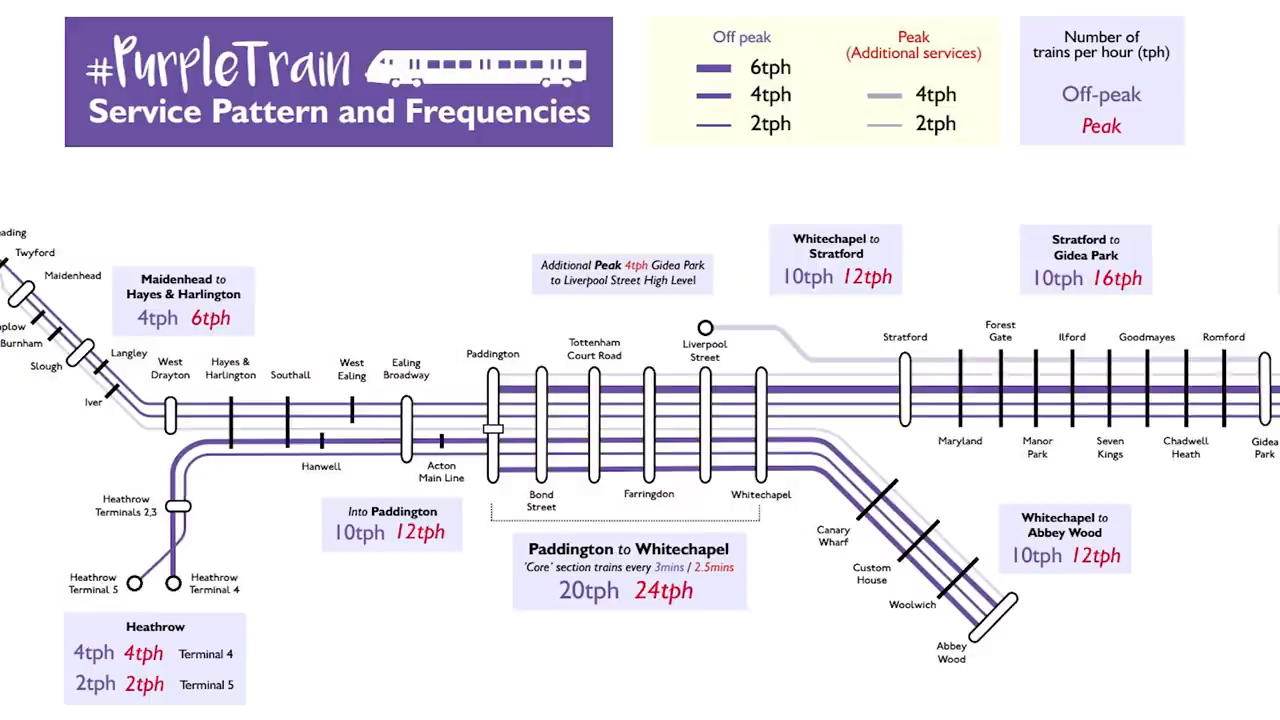 #PurpleTrain
Service Pattern and Frequencies
Off peak
6tph
4tph
2tph
Peak
(Additional services)
4tph
2tph
Number of
trains per hour (tph)
Off-peak
Peak
eading
Twyford
Maidenhead
aplow
Burnham
Slough
Langley
Iver
Maidenhead to
Hayes & Harlington
4tph 6tph
West
Drayton
Hayes &
Harlington
Southall
West
Ealing
Ealing
Broadway
Hanwell
Acton
Main Line
Paddington
Tottenham
Court Road
Liverpool
Street
Bond
Street
Farringdon
Whitechapel
Additional Peak 4tph Gidea Park
to Liverpool Street High Level
Whitechapel to
Stratford
10tph 12tph
Stratford to
Gidea Park
10tph 16tph
Stratford
Forest
Gate
Ilford
Goodmayes
Romford
Maryland
Manor
Park
Seven
Kings
Chadwell
Heath
Gidea
Park
Heathrow
Terminals 2,3
Heathrow
Terminal 5
Heathrow
Terminal 4
Into Paddington
10tph 12tph
Paddington to Whitechapel
'Core' section trains every 3mins / 2.5mins
20tph 24tph
Canary
Wharf
Custom
House
Woolwich
Abbey
Wood
Whitechapel to
Abbey Wood
10tph 12tph
Heathrow
4tph 4tph Terminal 4
2tph 2tph Terminal 5